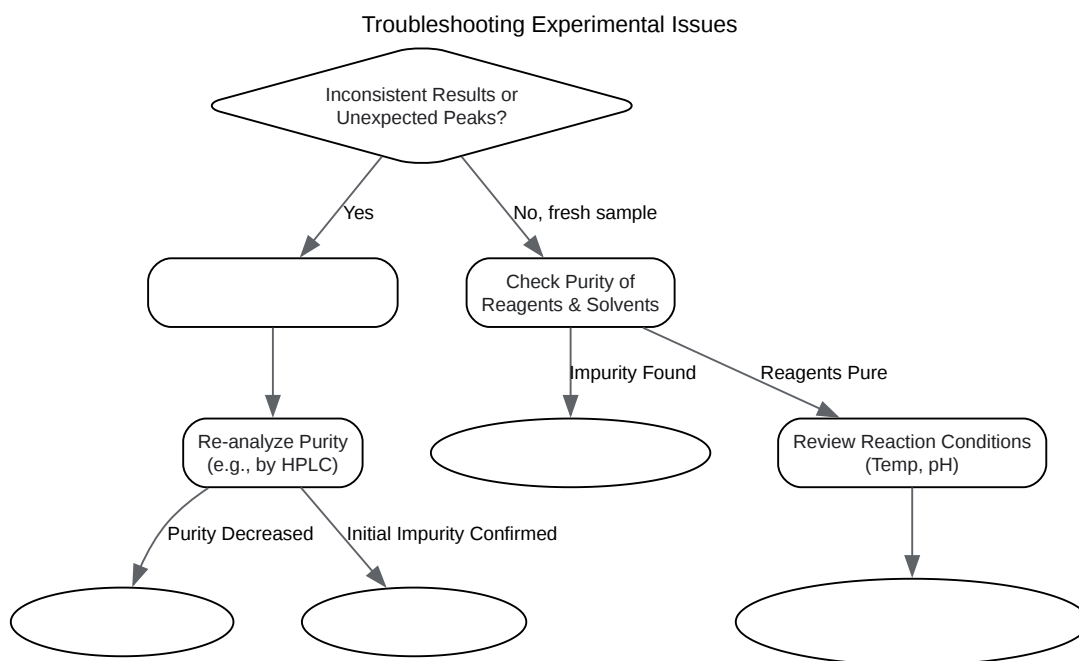 Troubleshooting Experimental Issues
Inconsistent Results or
Unexpected Peaks?
Yes
No, fresh sample
Check Purity of
Reagents & Solvents
Impurity Found
Reagents Pure
Re-analyze Purity
(e.g., by HPLC)
Review Reaction Conditions
(Temp, pH)
Purity Decreased
Initial Impurity Confirmed